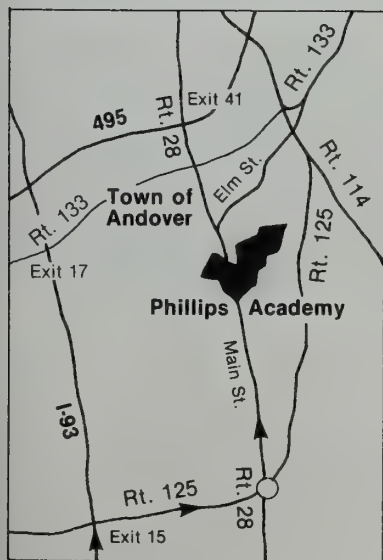 Rt. 133
Exit 41
495
Rt. 28
Elm St.
Rt. 114
Town of
Andover
Rt. 133
Rt. 125
Exit 17
Phillips Academy
Main St.
I-93
Rt. 125
Rt. 28
Exit 15